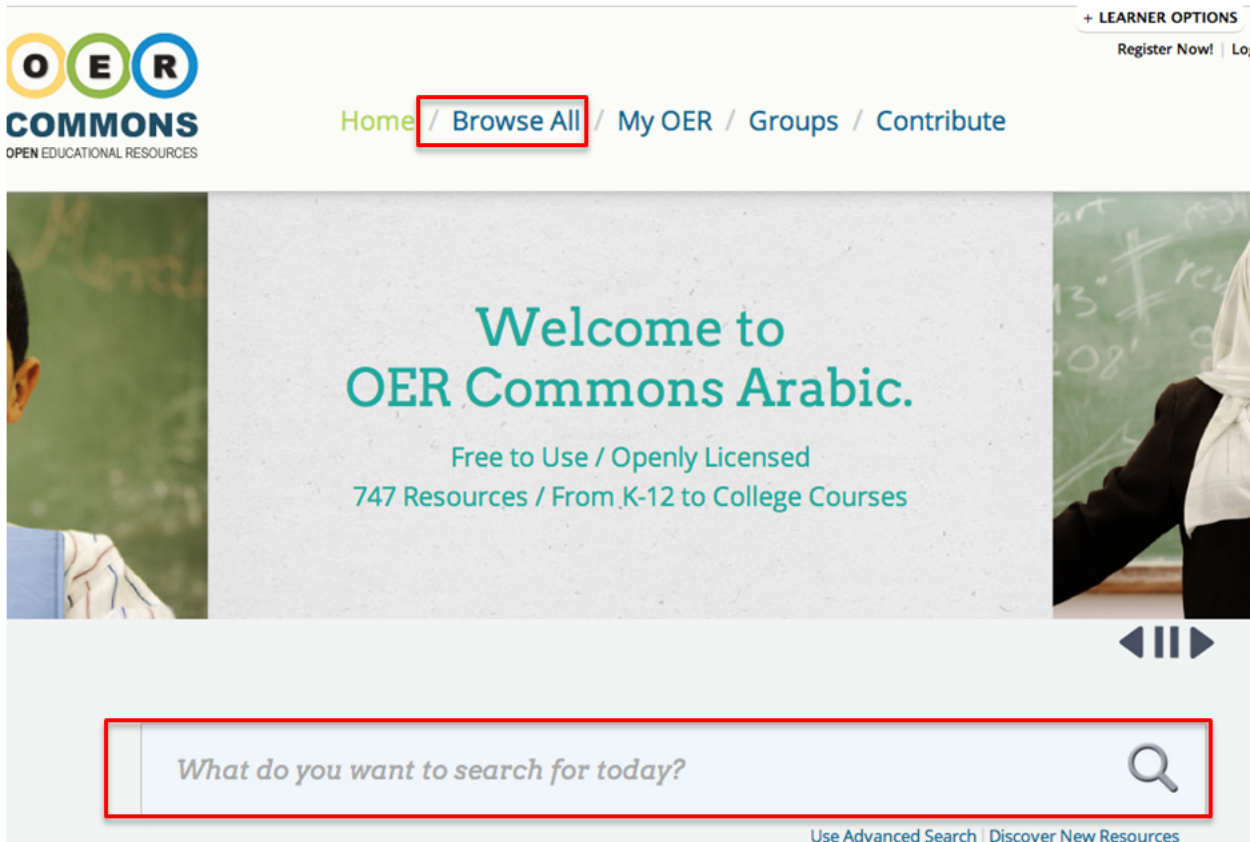 + LEARNER OPTIONS
Register Now! |
O E R
COMMONS
OPEN EDUCATIONAL RESOURCES
Home / Browse All / My OER / Groups / Contribute
Welcome to
OER Commons Arabic.
Free to Use / Openly Licensed
747 Resources / From K-12 to College Courses
What do you want to search for today?
Use Advanced Search | Discover New Resources